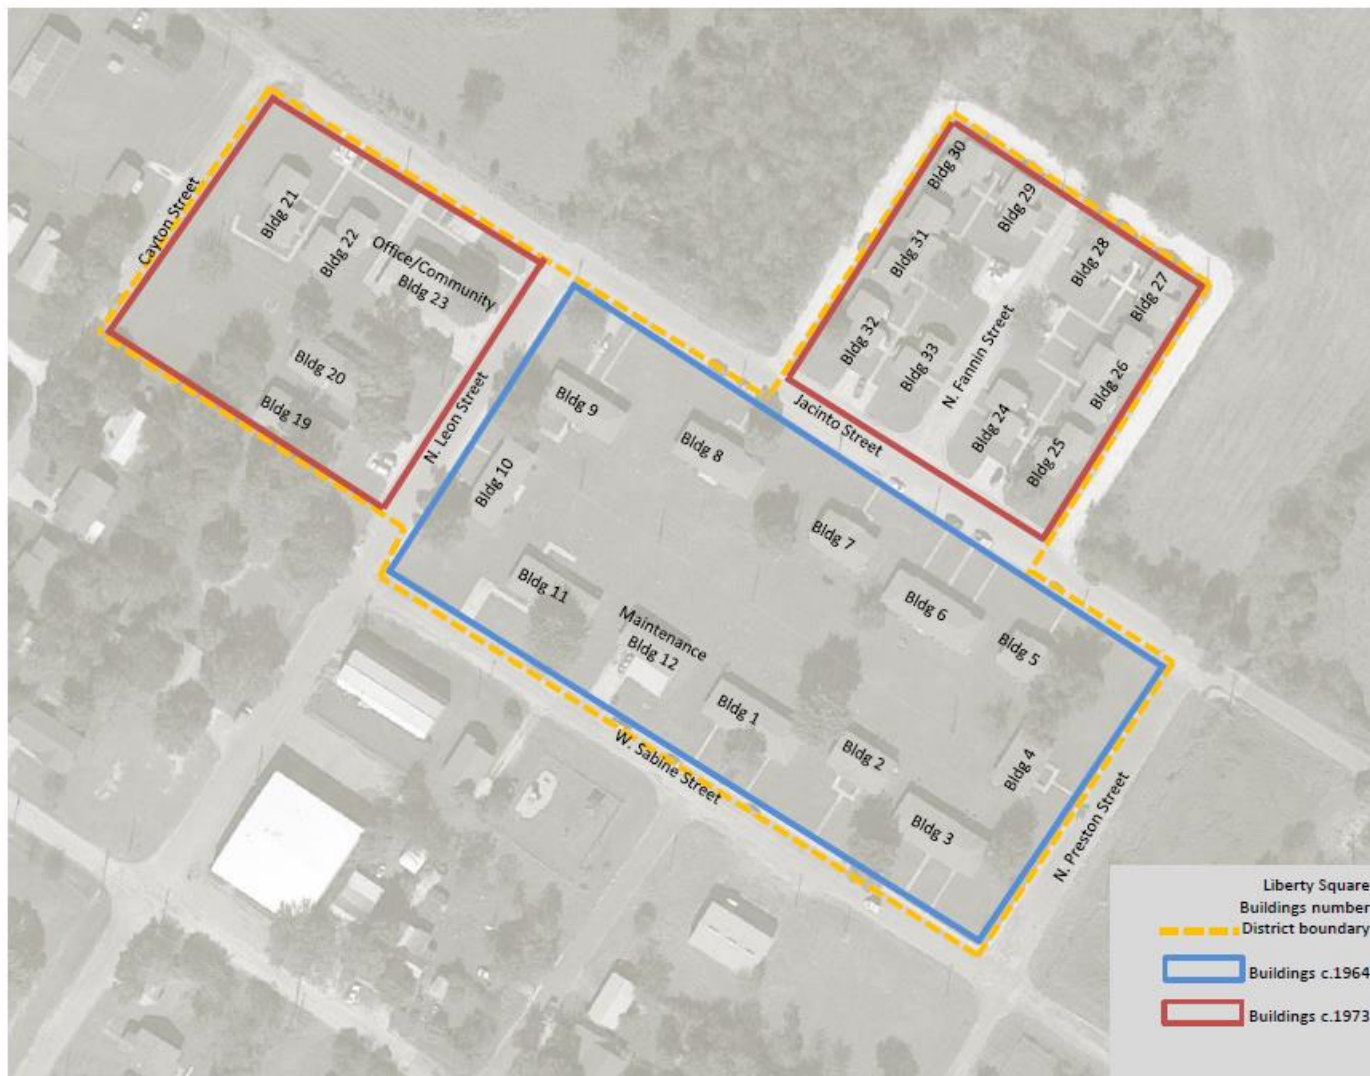 Cayton Street
Bldg 21
Bldg 22
Office/Community
Bldg 23
Bldg 20
Bldg 19
N. Leon Street
Bldg 30
Bldg 29
Bldg 28
Bldg 27
Bldg 31
Bldg 32
Bldg 33
N. Fannin Street
Bldg 26
Bldg 24
Bldg 25
Jacinto Street
Bldg 9
Bldg 8
Bldg 10
Bldg 7
Bldg 11
Bldg 6
Bldg 5
Maintenance
Bldg 12
Bldg 1
Bldg 2
Bldg 4
Bldg 3
W. Sabine Street
N. Preston Street
Liberty Square
Buildings number
District boundary
Buildings c.1964
Buildings c.1973